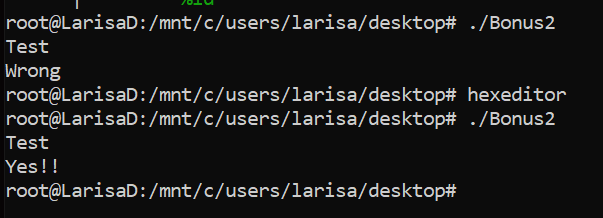 %id
root@LarisaD:/mnt/c/users/larisa/desktop# ./Bonus2
Test
Wrong
root@LarisaD:/mnt/c/users/larisa/desktop# hexeditor
root@LarisaD:/mnt/c/users/larisa/desktop# ./Bonus2
Test
Yes!!
root@LarisaD:/mnt/c/users/larisa/desktop#